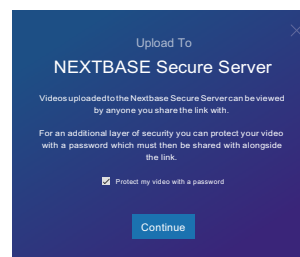 Upload To
NEXTBASE Secure Server
Videos uploaded to the Nextbase Secure Server can be viewed
by anyone you share the link with.
For an additional layer of security you can protect your video
with a password which must then be shared with alongside
the link.
Protect my video with a password
Continue